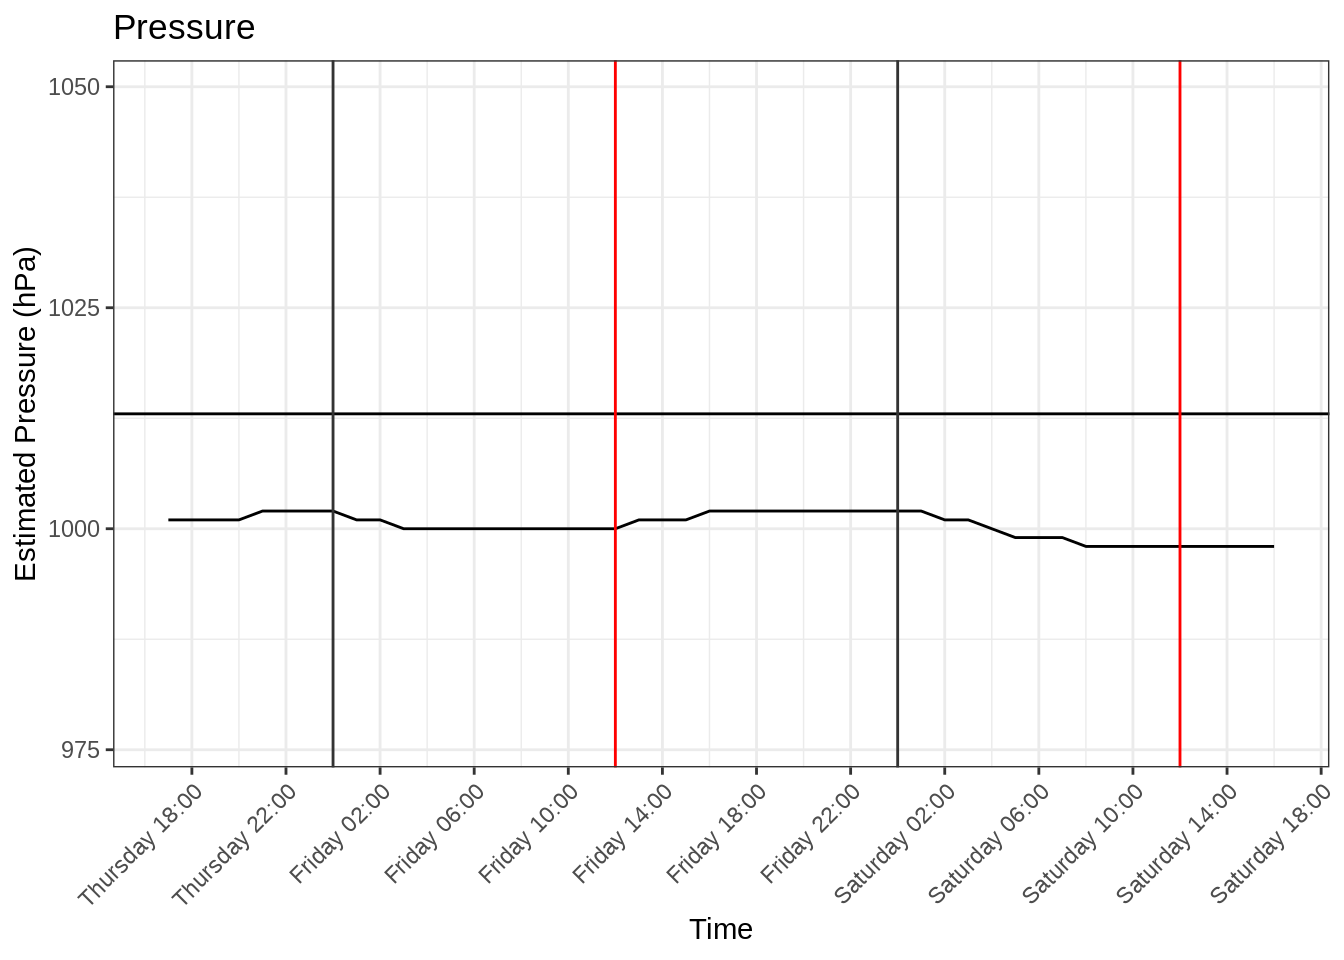 Pressure
Estimated Pressure (hPa)
1050
1025
1000
975
Thursday 18:00
Thursday 22:00
Friday 02:00
Friday 06:00
Friday 10:00
Friday 14:00
Friday 18:00
Friday 22:00
Saturday 02:00
Saturday 06:00
Saturday 10:00
Saturday 14:00
Saturday 18:00
Time